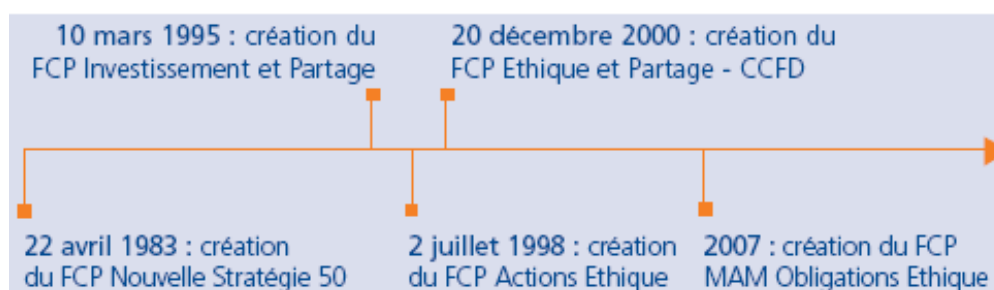 10 mars 1995 : création du
FCP Investissement et Partage
20 décembre 2000 : création du
FCP Ethique et Partage - CCFD
22 avril 1983 : création
du FCP Nouvelle Stratégie 50
2 juillet 1998 : création
du FCP Actions Ethique
2007 : création du FCP
MAM Obligations Ethique